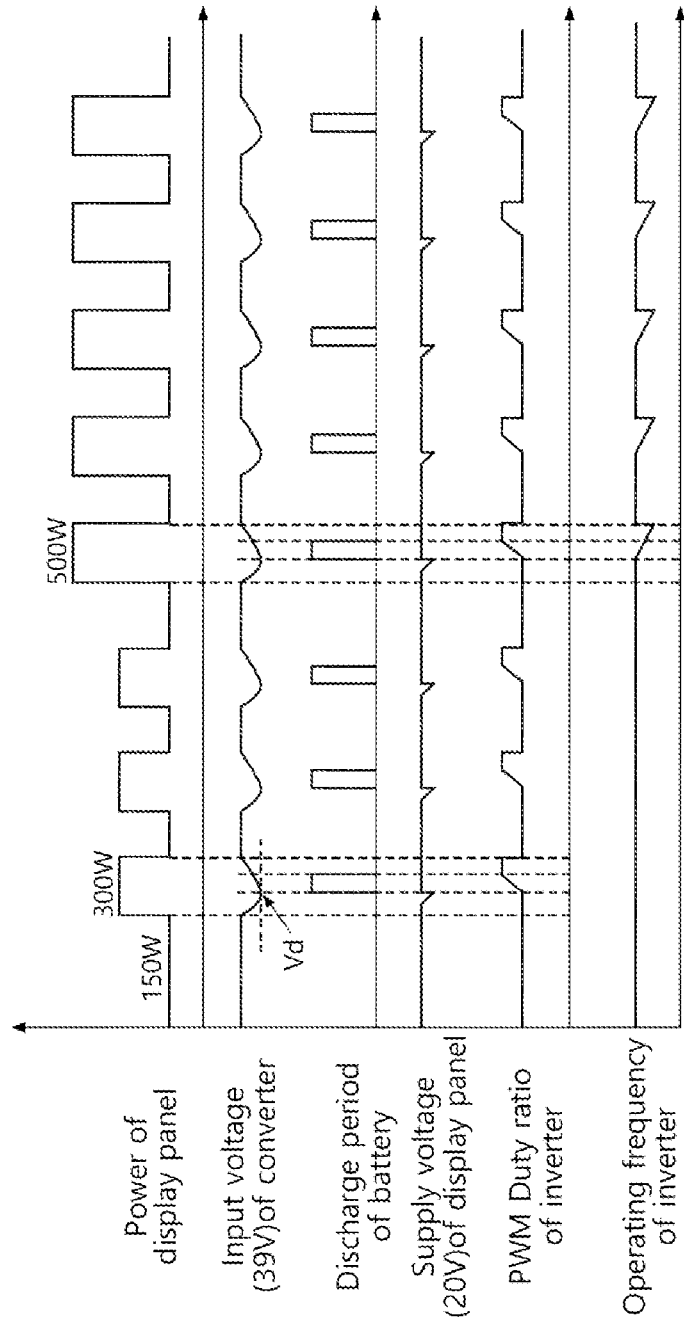 Power of
display panel
150W
300W
500W
Input voltage
(39V)of converter
Vd
Discharge period
of battery
Supply voltage
(20V)of display panel
PWM Duty ratio
of inverter
Operating frequency
of inverter